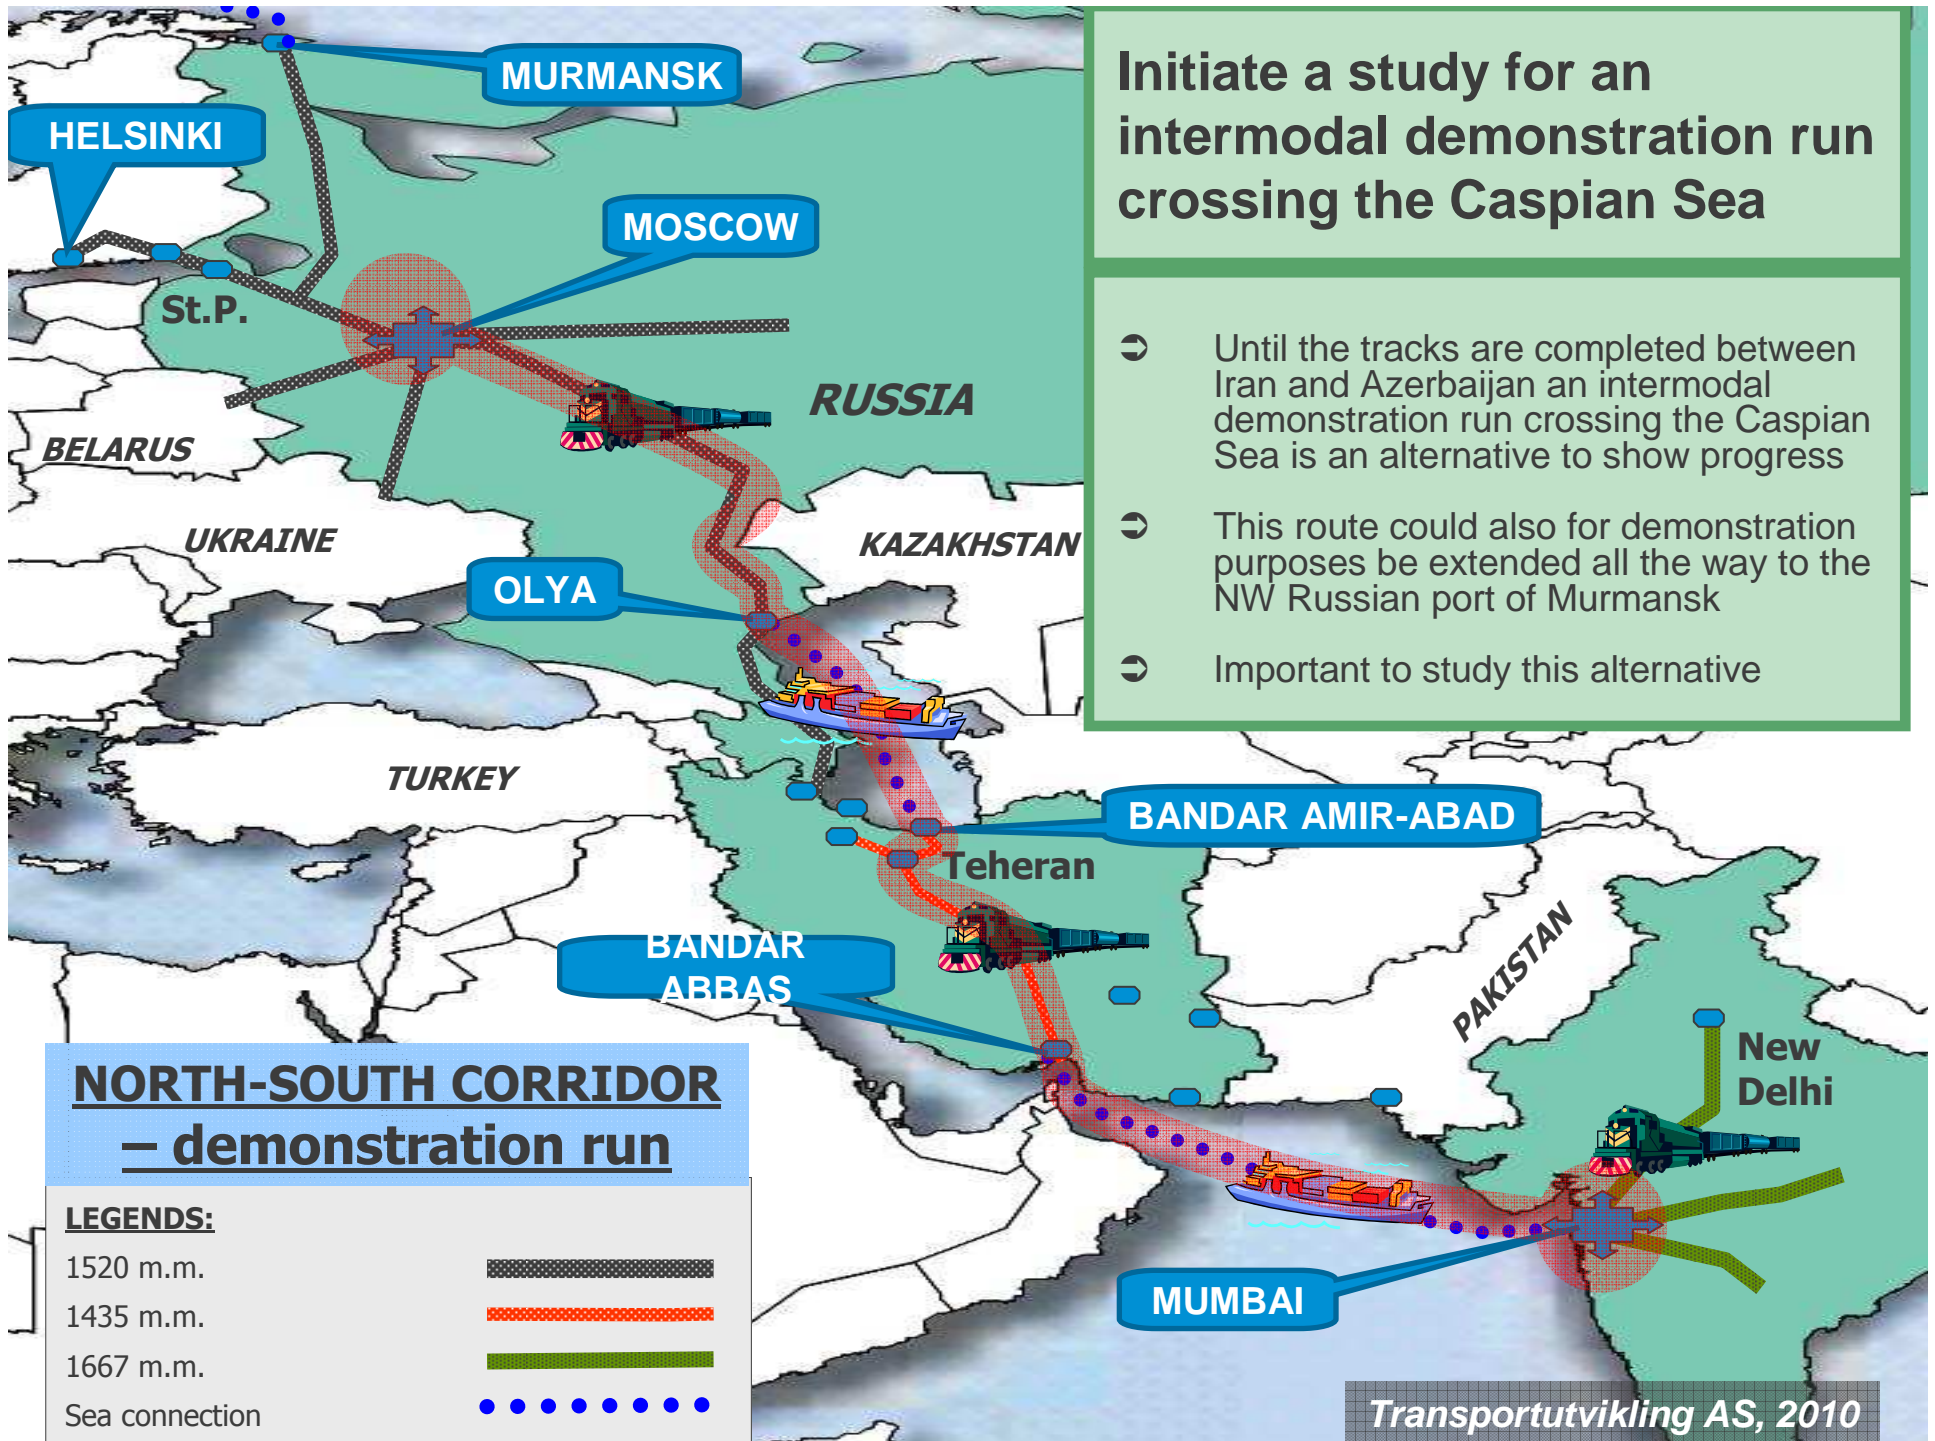 MURMANSK
HELSINKI
MOSCOW
St.P.
RUSSIA
BELARUS
UKRAINE
KAZAKHSTAN
OLYA
TURKEY
BANDAR AMIR-ABAD
Teheran
BANDAR
ABBAS
PAKISTAN
New
Delhi
MUMBAI
Initiate a study for an
intermodal demonstration run
crossing the Caspian Sea
➲ Until the tracks are completed between
Iran and Azerbaijan an intermodal
demonstration run crossing the Caspian
Sea is an alternative to show progress
➲ This route could also for demonstration
purposes be extended all the way to the
NW Russian port of Murmansk
➲ Important to study this alternative
NORTH-SOUTH CORRIDOR
– demonstration run
LEGENDS:
1520 m.m.
1435 m.m.
1667 m.m.
Sea connection
Transportutvikling AS, 2010